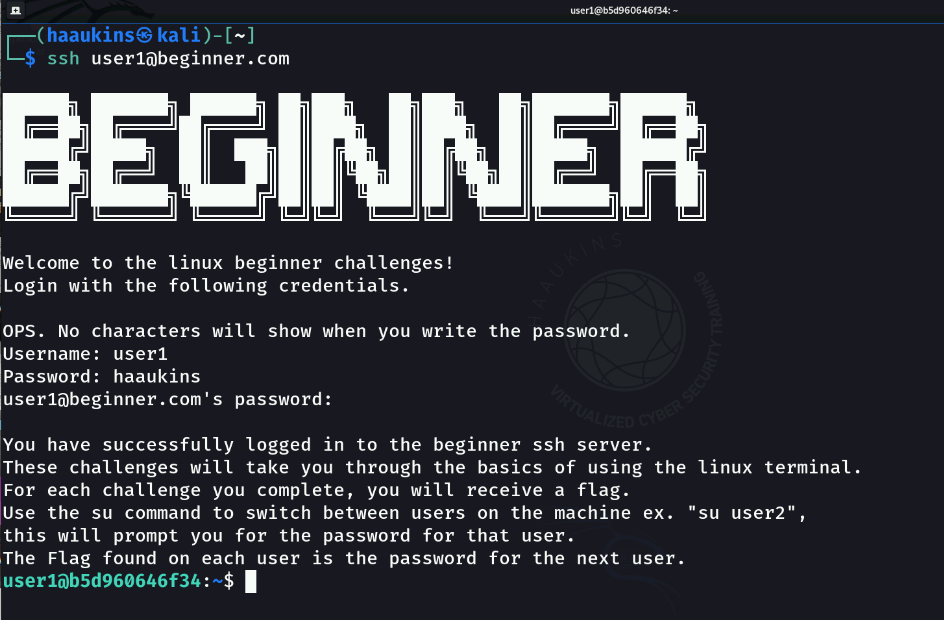 user1@b5d960646f34: ~
┌──(haaukins㉿kali)-[~]
└─$ ssh user1@beginner.com
BEGINNER
Welcome to the linux beginner challenges!
Login with the following credentials.
OPS. No characters will show when you write the password.
Username: user1
Password: haaukins
user1@beginner.com's password:
You have successfully logged in to the beginner ssh server.
These challenges will take you through the basics of using the linux terminal.
For each challenge you complete, you will receive a flag.
Use the su command to switch between users on the machine ex. "su user2",
this will prompt you for the password for that user.
The Flag found on each user is the password for the next user.
user1@b5d960646f34:~$
HAAUKINS
VIRTUALIZED CYBER SECURITY TRAINING